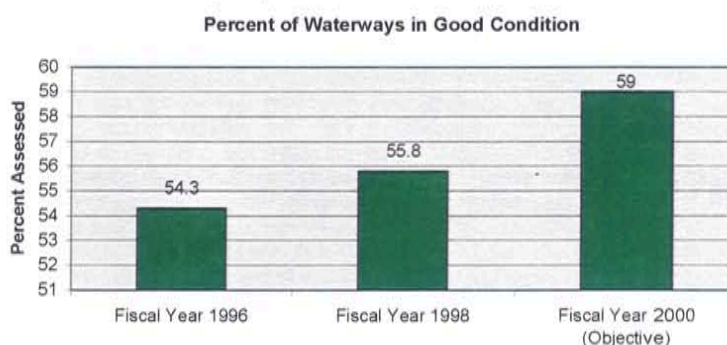 Percent of Waterways in Good Condition
Percent Assessed
60
59
58
57
56
55
54
53
52
51
54.3
55.8
59
Fiscal Year 1996
Fiscal Year 1998
Fiscal Year 2000
(Objective)